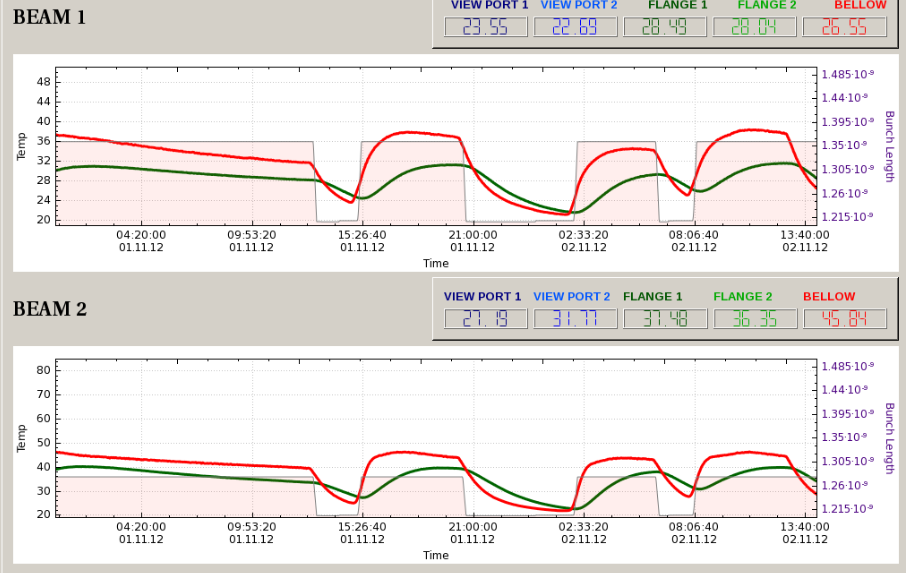 BEAM 1
VIEW PORT 1 VIEW PORT 2 FLANGE 1 FLANGE 2 BELLOW
23.55 22.69 28.49 28.04 26.55
48 1.485·10⁻⁹
44 1.44·10⁻⁹
40 1.395·10⁻⁹
36 1.35·10⁻⁹
32 1.305·10⁻⁹
28
24 1.26·10⁻⁹
20 1.215·10⁻⁹
Temp
Bunch Length
04:20:00 09:53:20 15:26:40 21:00:00 02:33:20 08:06:40 13:40:00
01.11.12 01.11.12 01.11.12 01.11.12 02.11.12 02.11.12 02.11.12
Time
BEAM 2
VIEW PORT 1 VIEW PORT 2 FLANGE 1 FLANGE 2 BELLOW
27.19 31.77 37.48 36.35 45.84
80 1.485·10⁻⁹
70 1.44·10⁻⁹
60 1.395·10⁻⁹
50 1.35·10⁻⁹
40 1.305·10⁻⁹
30 1.26·10⁻⁹
20 1.215·10⁻⁹
Temp
Bunch Length
04:20:00 09:53:20 15:26:40 21:00:00 02:33:20 08:06:40 13:40:00
01.11.12 01.11.12 01.11.12 01.11.12 02.11.12 02.11.12 02.11.12
Time